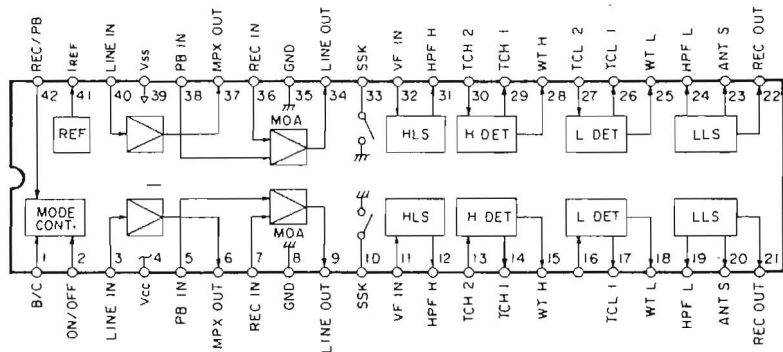 REC/PB
IREF
LINE IN
Vss
PB IN
MPX OUT
REC IN
GND
LINE OUT
SSK
VF IN
HPF H
TCH 2
TCH 1
WT H
TCL 2
TCL 1
WT L
HPF L
ANT S
REC OUT
42 41 40 39 38 37 36 35 34 33 32 31 30 29 28 27 26 25 24 23 22
REF
MOA
HLS
H DET
L DET
LLS
MODE
CONT.
MOA
HLS
H DET
L DET
LLS
1 2 3 4 5 6 7 8 9 10 11 12 13 14 15 16 17 18 19 20 21
B/C
ON/OFF
LINE IN
Vcc
PB IN
MPX OUT
REC IN
GND
LINE OUT
SSK
VF IN
HPF H
TCH 2
TCH 1
WT H
TCL 1
WT L
HPF L
ANT S
REC OUT